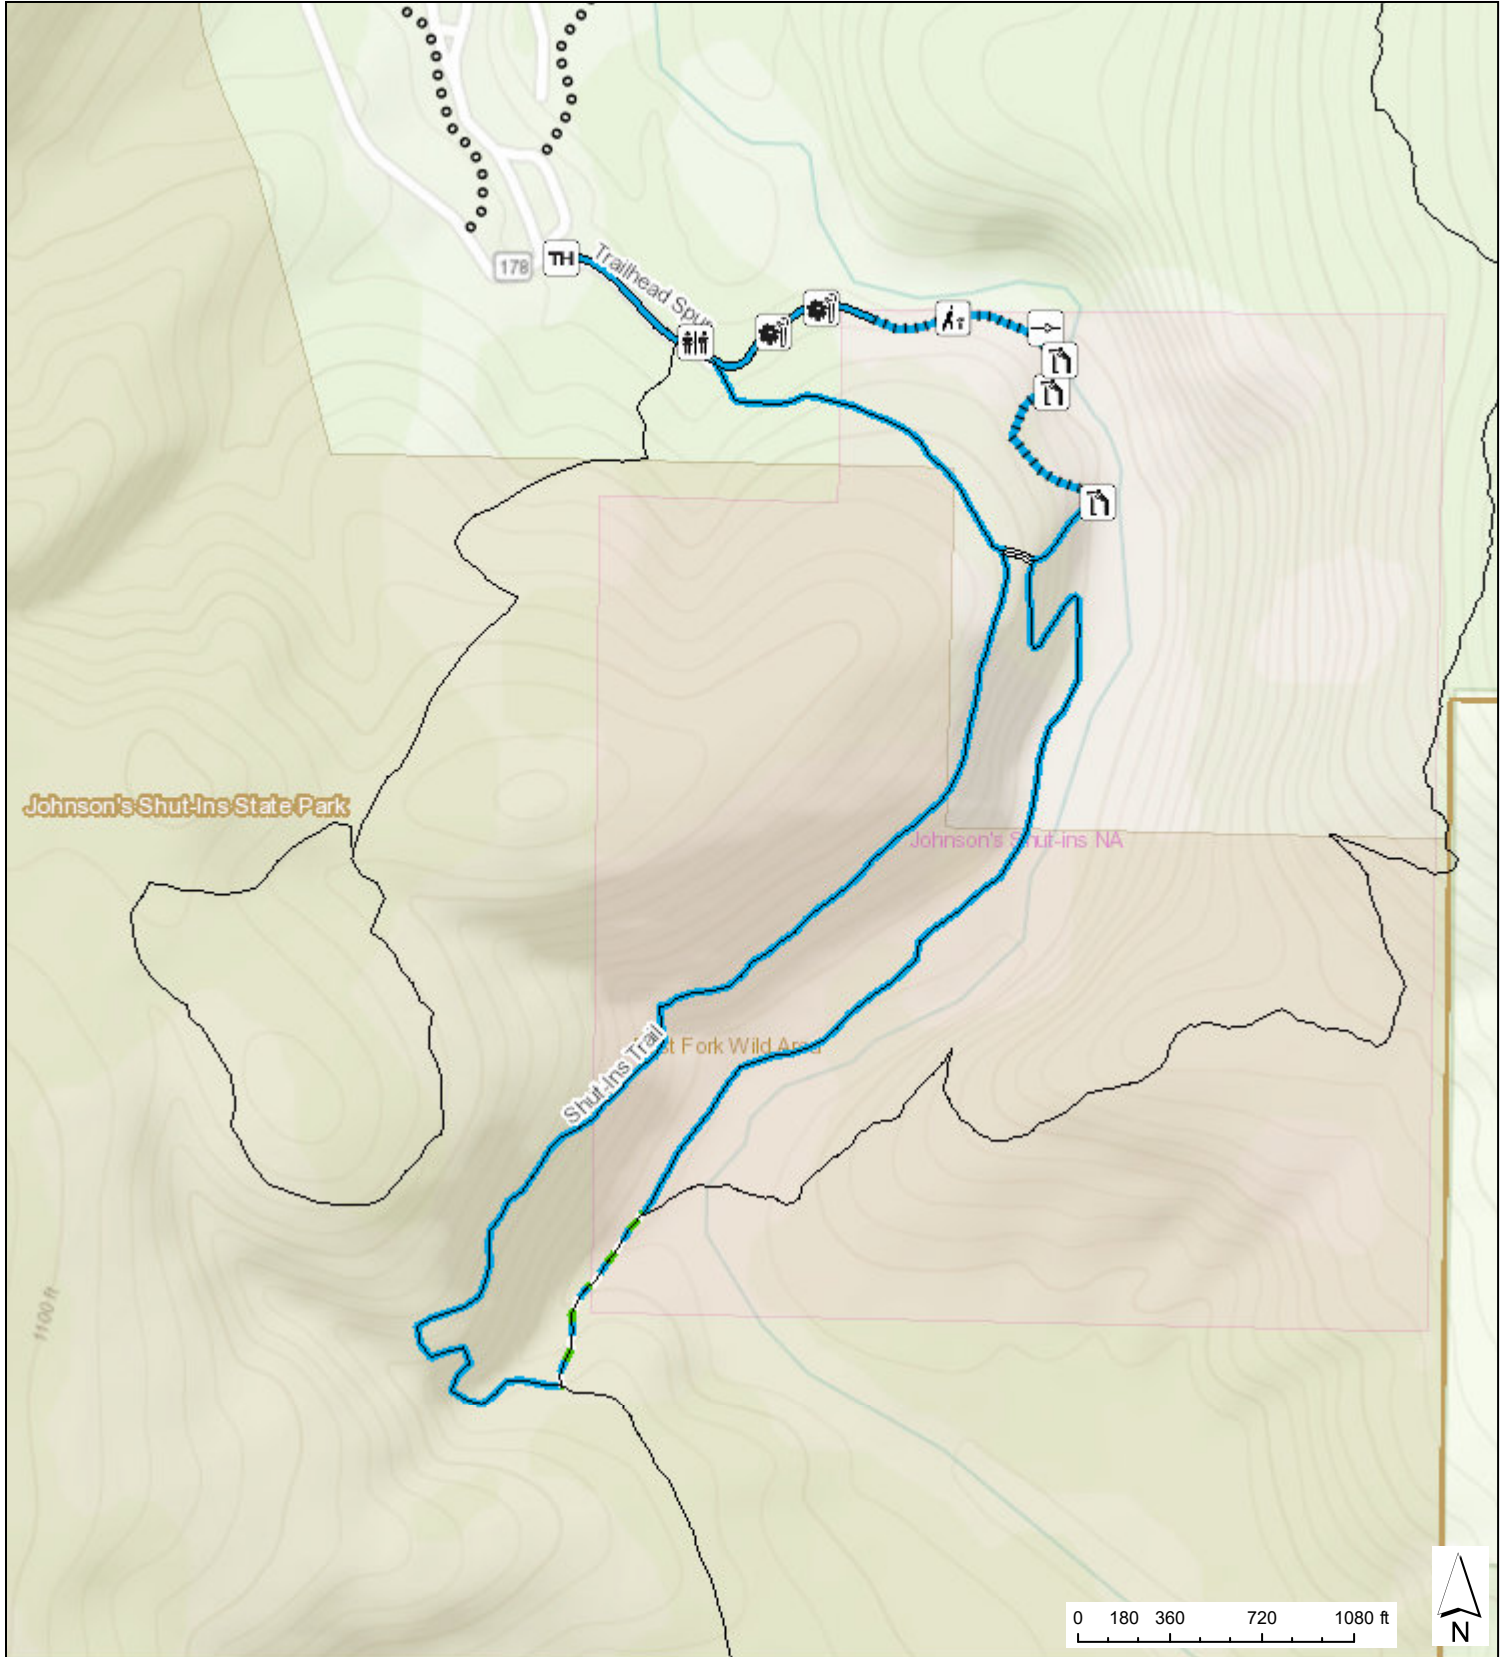 TH
Trailhead Spur
178
Johnson's Shut-Ins State Park
Johnson's Shut-ins NA
Fork Wild Area
Shut-Ins Trail
1100 ft
0 180 360 720 1080 ft
N